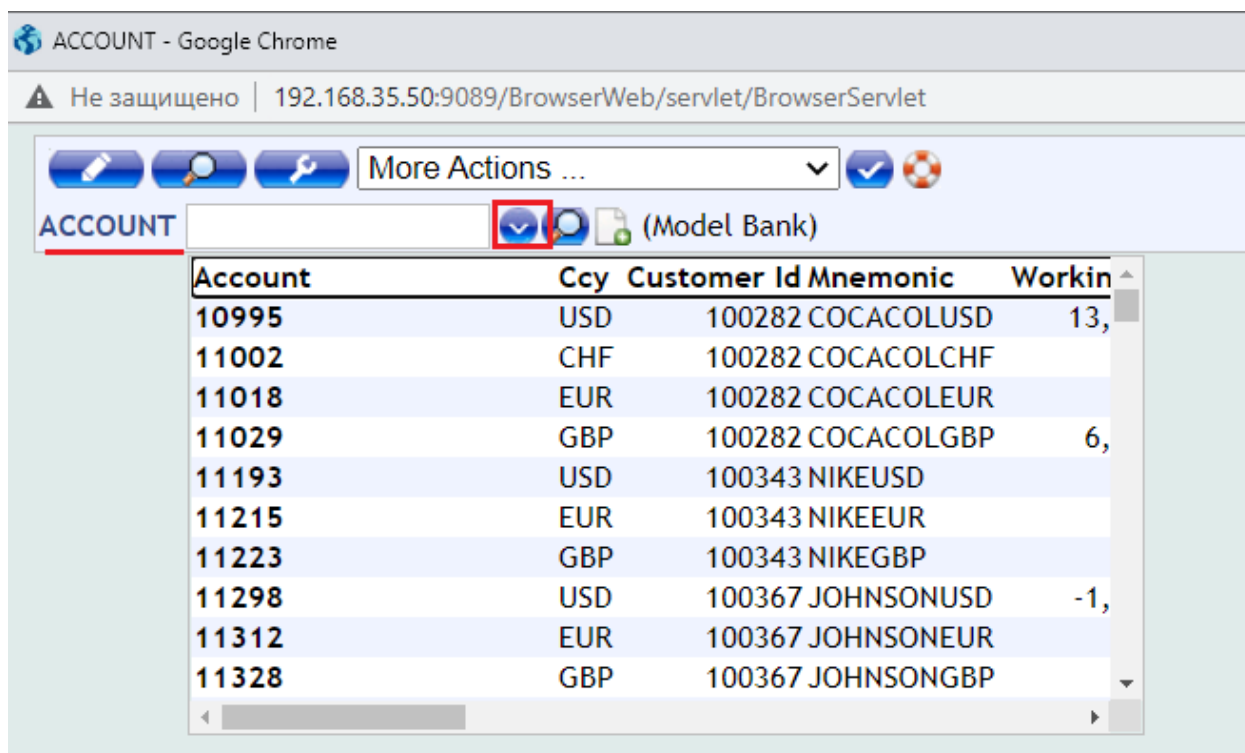 ACCOUNT - Google Chrome
Не защищено | 192.168.35.50:9089/BrowserWeb/servlet/BrowserServlet
More Actions ...
ACCOUNT (Model Bank)
Account Ccy Customer Id Mnemonic Workin
10995 USD 100282 COCACOLUSD 13,
11002 CHF 100282 COCACOLCHF
11018 EUR 100282 COCACOLEUR
11029 GBP 100282 COCACOLGBP 6,
11193 USD 100343 NIKEUSD
11215 EUR 100343 NIKEEUR
11223 GBP 100343 NIKEGBP
11298 USD 100367 JOHNSONUSD -1,
11312 EUR 100367 JOHNSONEUR
11328 GBP 100367 JOHNSONGBP